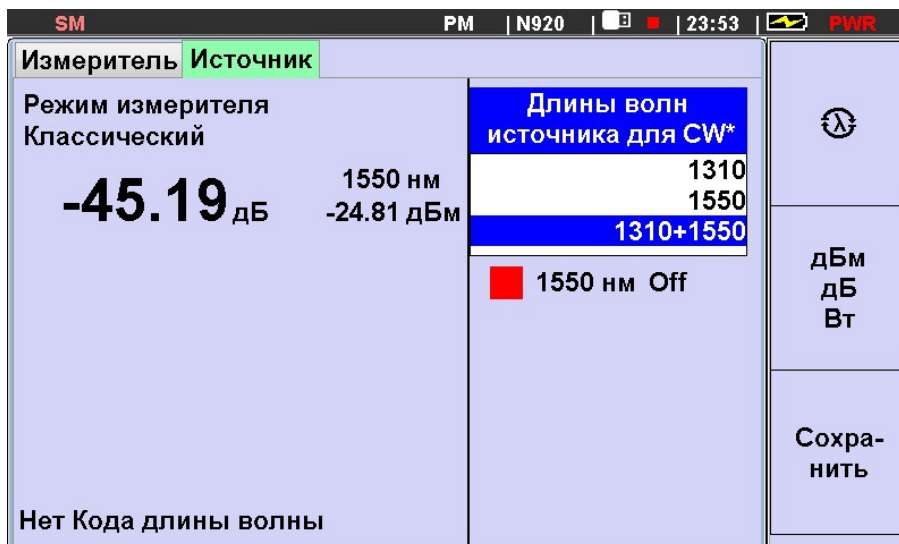 SM PM | N920 | | 23:53 | PWR
Измеритель Источник
Режим измерителя
Классический
-45.19 дБ
1550 нм
-24.81 дБм
Длины волн
источника для CW*
1310
1550
1310+1550
1550 нм Off
Нет Кода длины волны
λ
дБм
дБ
Вт
Сохра-
нить